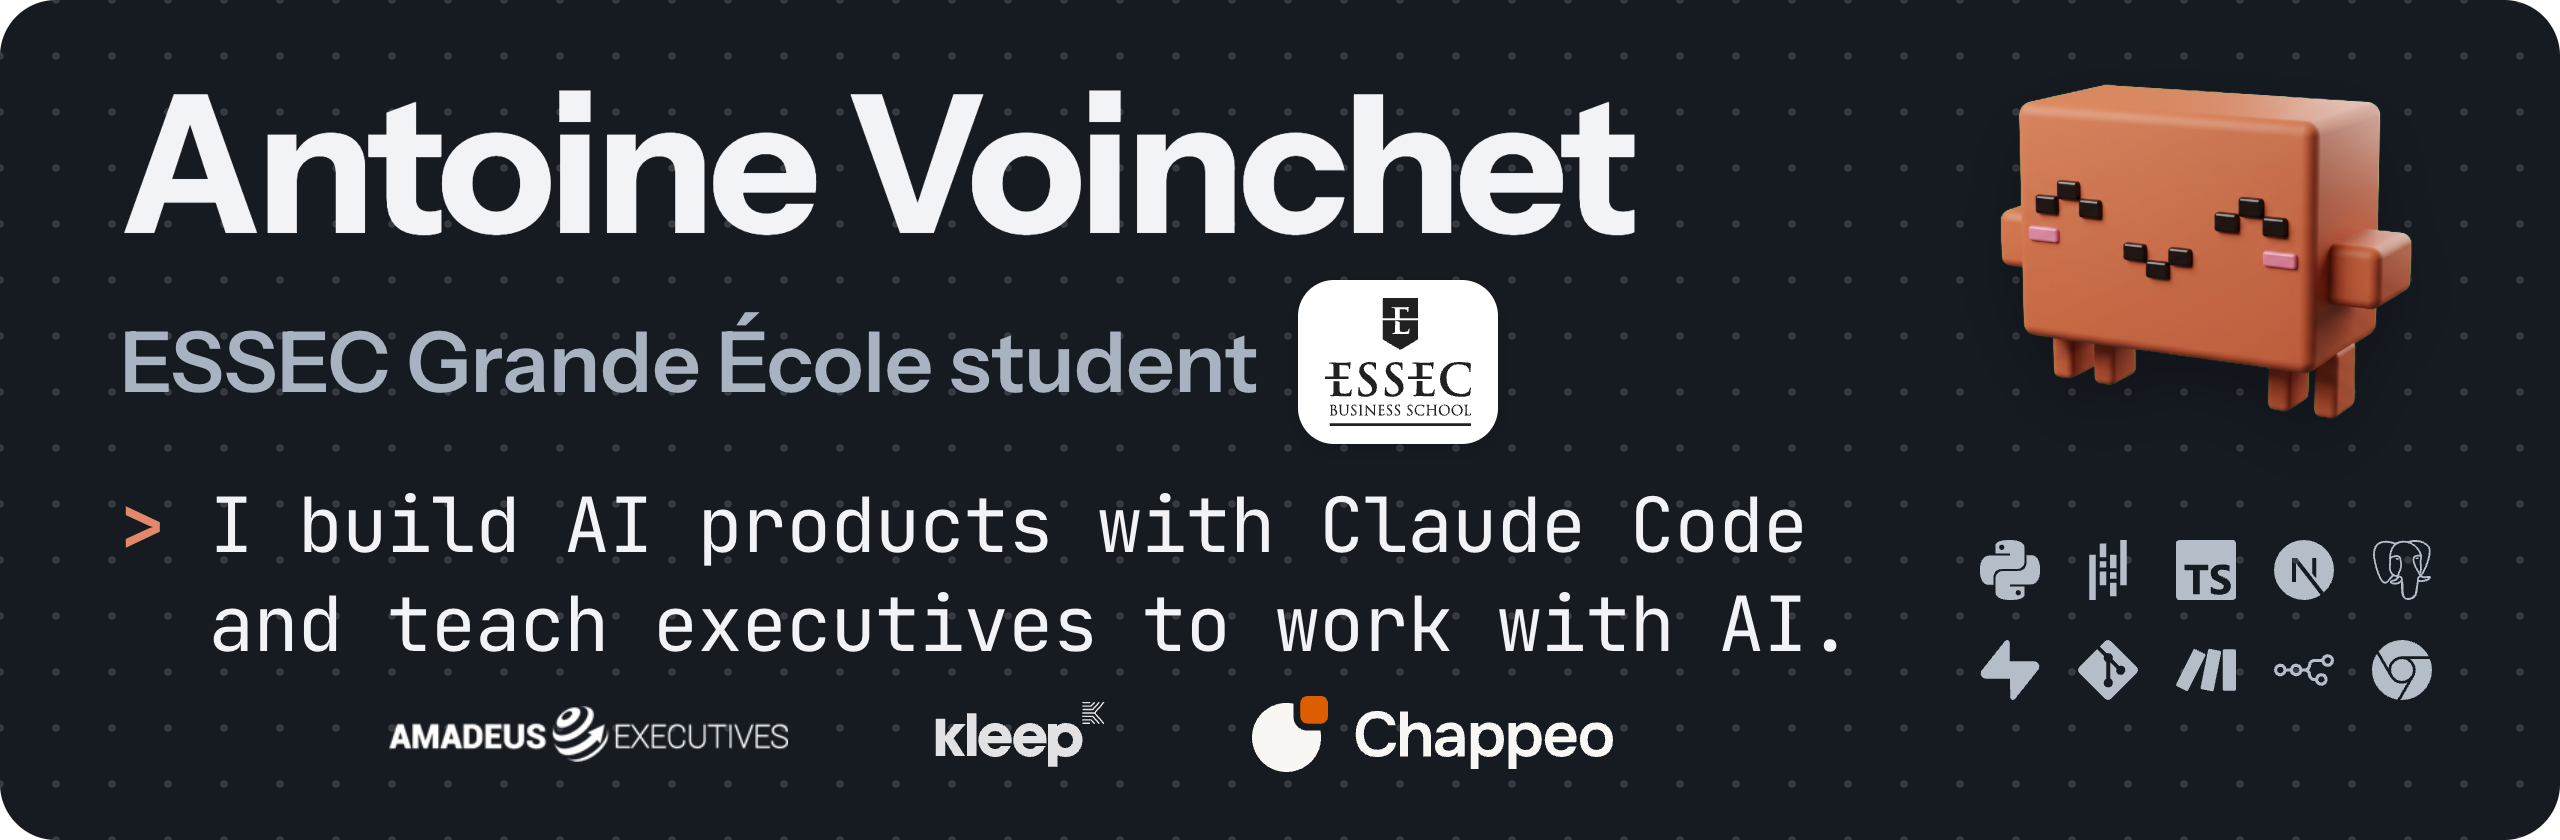 Antoine Voinchet
ESSEC Grande École student
E
ESSEC
BUSINESS SCHOOL
> I build AI products with Claude Code
and teach executives to work with AI.
TS
N
AMADEUS EXECUTIVES
kleep
Chappeo